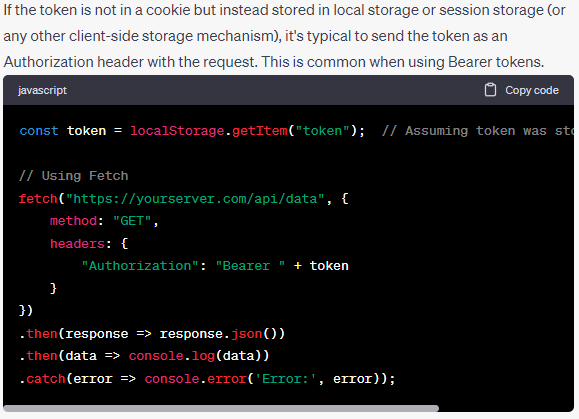 If the token is not in a cookie but instead stored in local storage or session storage (or
any other client-side storage mechanism), it's typical to send the token as an
Authorization header with the request. This is common when using Bearer tokens.
javascript
Copy code
const token = localStorage.getItem("token");  // Assuming token was
// Using Fetch
fetch("https://yourserver.com/api/data", {
    method: "GET",
    headers: {
        "Authorization": "Bearer " + token
    }
})
.then(response => response.json())
.then(data => console.log(data))
.catch(error => console.error('Error:', error));